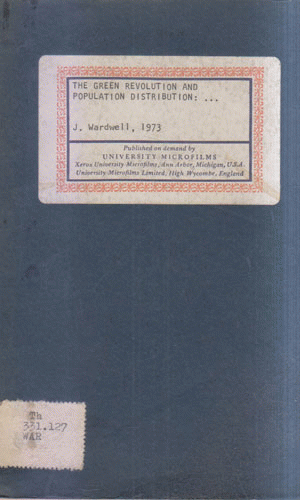 THE GREEN REVOLUTION AND
POPULATION DISTRIBUTION: ...
J. Wardwell, 1973
Published on demand by
UNIVERSITY MICROFILMS
Xerox University Microfilms, Ann Arbor, Michigan, U.S.A.
University Microfilms Limited, High Wycombe, England
Th
331.127
WAR